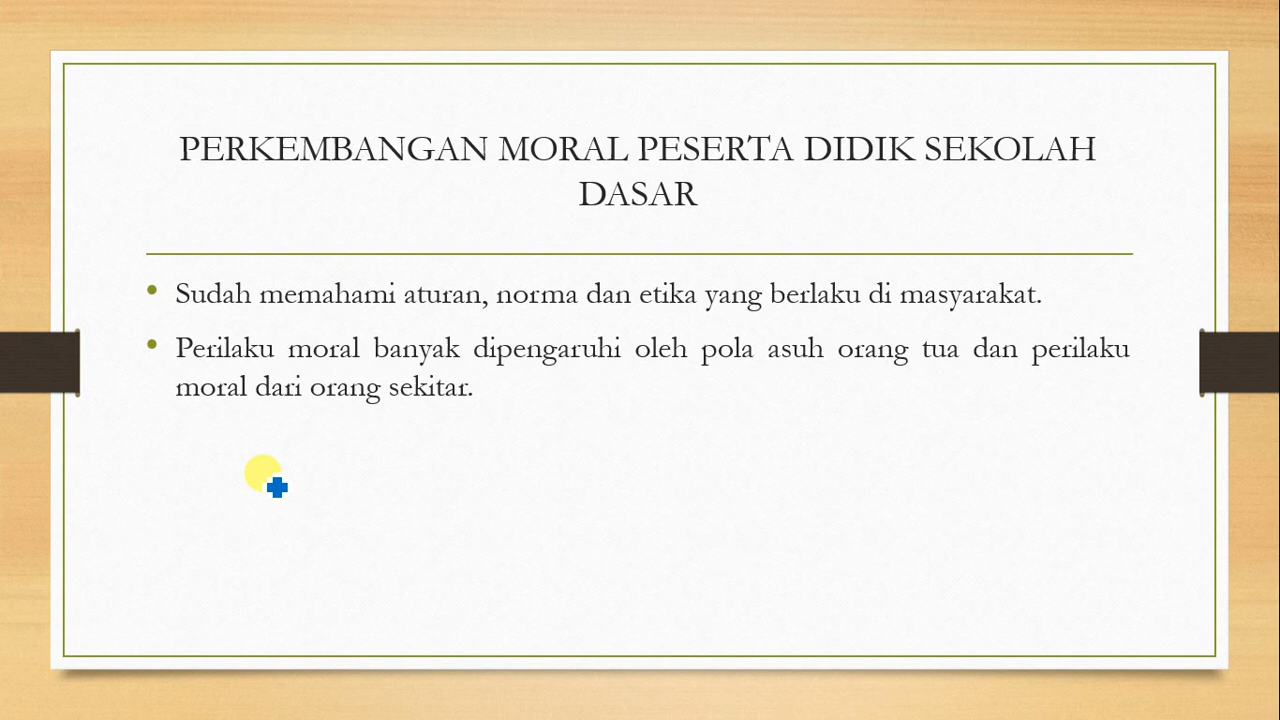 PERKEMBANGAN MORAL PESERTA DIDIK SEKOLAH
DASAR
• Sudah memahami aturan, norma dan etika yang berlaku di masyarakat.
• Perilaku moral banyak dipengaruhi oleh pola asuh orang tua dan perilaku
moral dari orang sekitar.